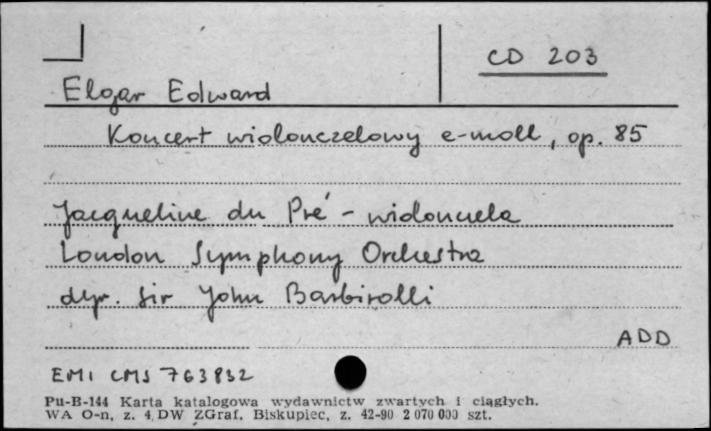 CD 203
Elgar Edward
Koncert wiolonczelowy e-moll, op. 85
Jacqueline du Pré - wiolonczela
London Symphony Orchestra
dyr. Sir John Barbirolli
ADD
EMI CMS 763832
Pu-B-144 Karta katalogowa wydawnictw zwartych i ciągłych.
WA O-n, z. 4, DW ZGraf. Biskupiec, z. 42-90 2 070 000 szt.